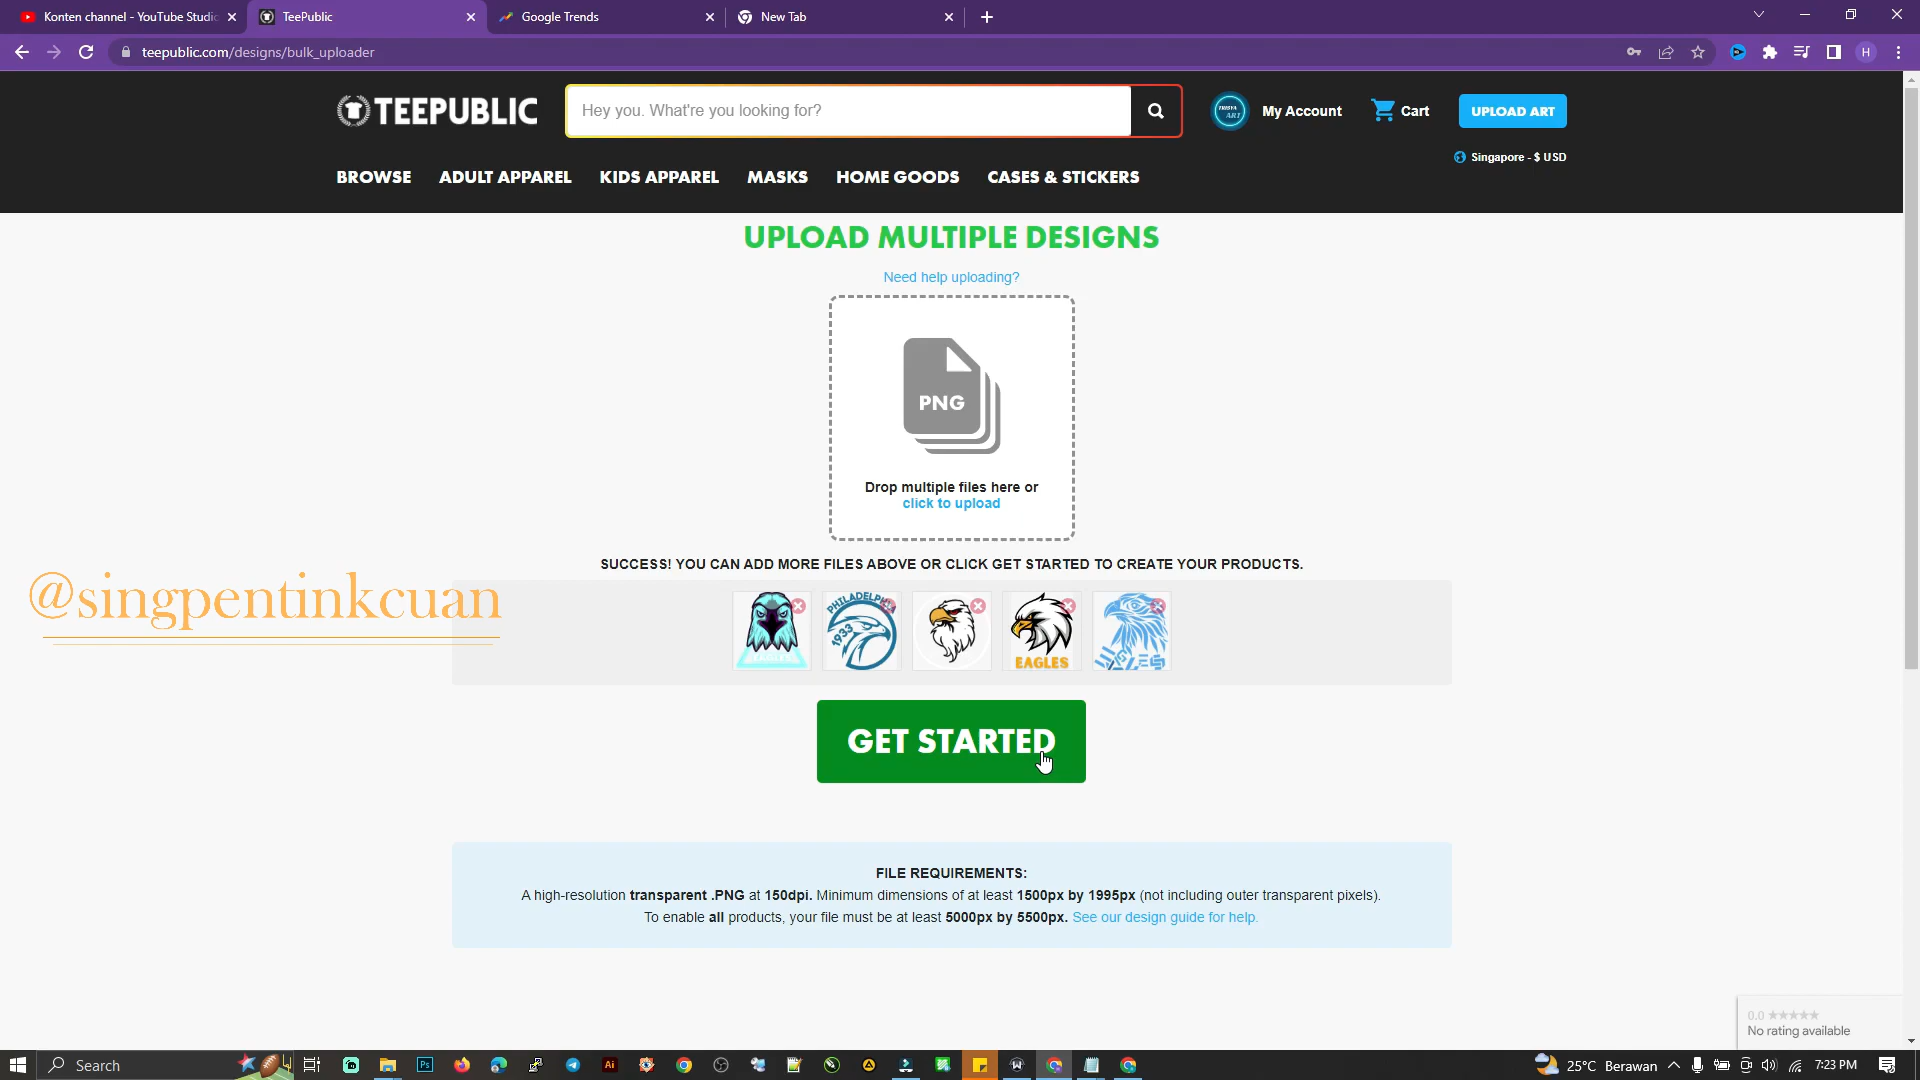 Konten channel - YouTube Studio
TeePublic
Google Trends
New Tab
teepublic.com/designs/bulk_uploader
H
TEEPUBLIC
Hey you. What're you looking for?
My Account
Cart
UPLOAD ART
Singapore - $ USD
BROWSE
ADULT APPAREL
KIDS APPAREL
MASKS
HOME GOODS
CASES & STICKERS
UPLOAD MULTIPLE DESIGNS
Need help uploading?
PNG
Drop multiple files here or
click to upload
SUCCESS! YOU CAN ADD MORE FILES ABOVE OR CLICK GET STARTED TO CREATE YOUR PRODUCTS.
@singpentinkcuan
PHILADELPHIA
1933
EAGLES
EAGLES
GET STARTED
FILE REQUIREMENTS:
A high-resolution transparent .PNG at 150dpi. Minimum dimensions of at least 1500px by 1995px (not including outer transparent pixels).
To enable all products, your file must be at least 5000px by 5500px. See our design guide for help.
0.0
No rating available
Search
Ps
Ai
25°C Berawan
7:23 PM